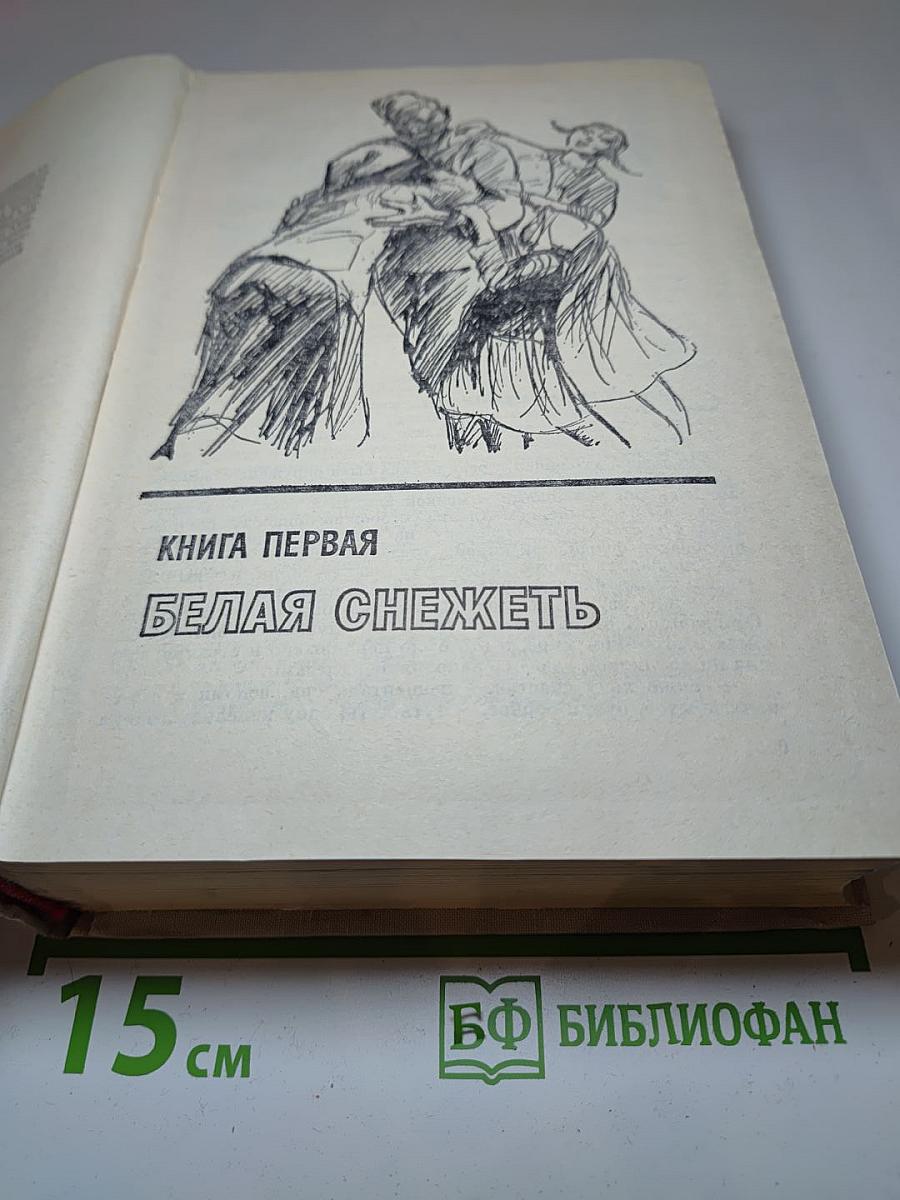 КНИГА ПЕРВАЯ
БЕЛАЯ СНЕЖЕТЬ
15 см
БФ БИБЛИОФАН